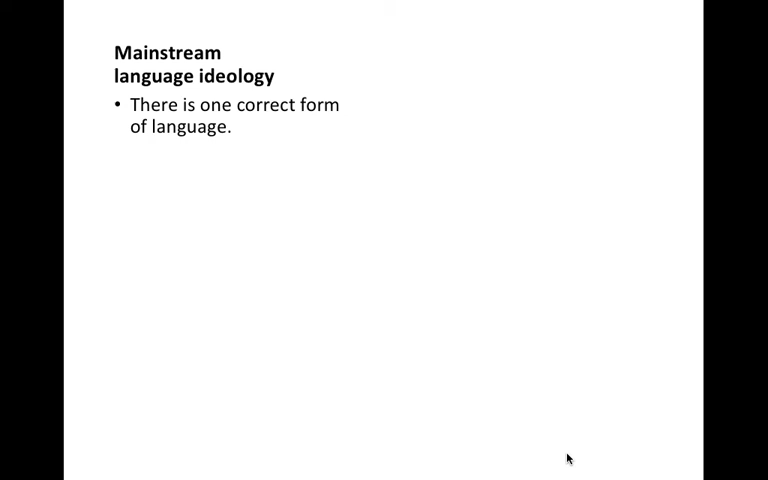 Mainstream
language ideology
• There is one correct form
of language.